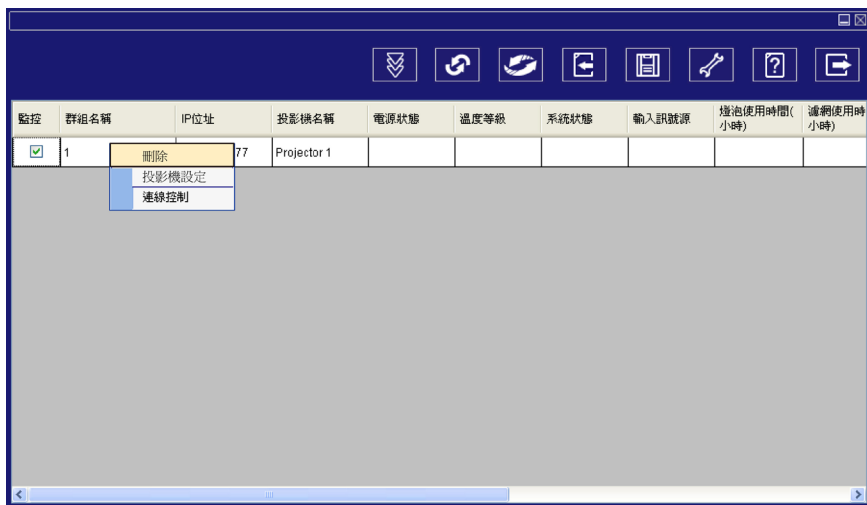 監控 群組名稱 IP位址 投影機名稱 電源狀態 溫度等級 系統狀態 輸入訊號源 燈泡使用時間( 濾網使用時
小時) 小時)
1 77 Projector 1
刪除
投影機設定
連線控制